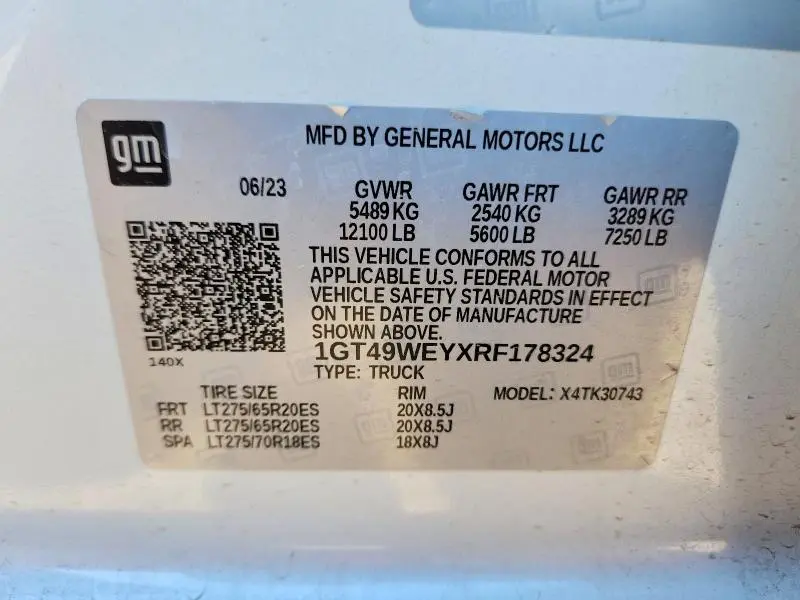 gm
MFD BY GENERAL MOTORS LLC
06/23 GVWR GAWR FRT GAWR RR
5489 KG 2540 KG 3289 KG
12100 LB 5600 LB 7250 LB
THIS VEHICLE CONFORMS TO ALL
APPLICABLE U.S. FEDERAL MOTOR
VEHICLE SAFETY STANDARDS IN EFFECT
ON THE DATE OF MANUFACTURE
SHOWN ABOVE.
140X
1GT49WEYXRF178324
TYPE: TRUCK
TIRE SIZE RIM MODEL: X4TK30743
FRT LT275/65R20ES 20X8.5J
RR LT275/65R20ES 20X8.5J
SPA LT275/70R18ES 18X8J